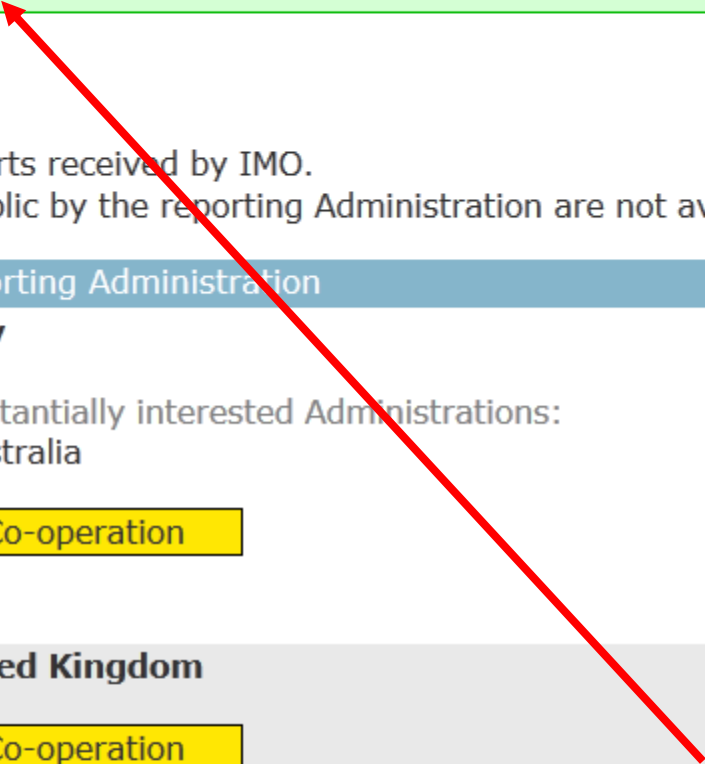 rts received by IMO.
blic by the reporting Administration are not av
orting Administration
y
tantially interested Administrations:
stralia
Co-operation
ed Kingdom
Co-operation